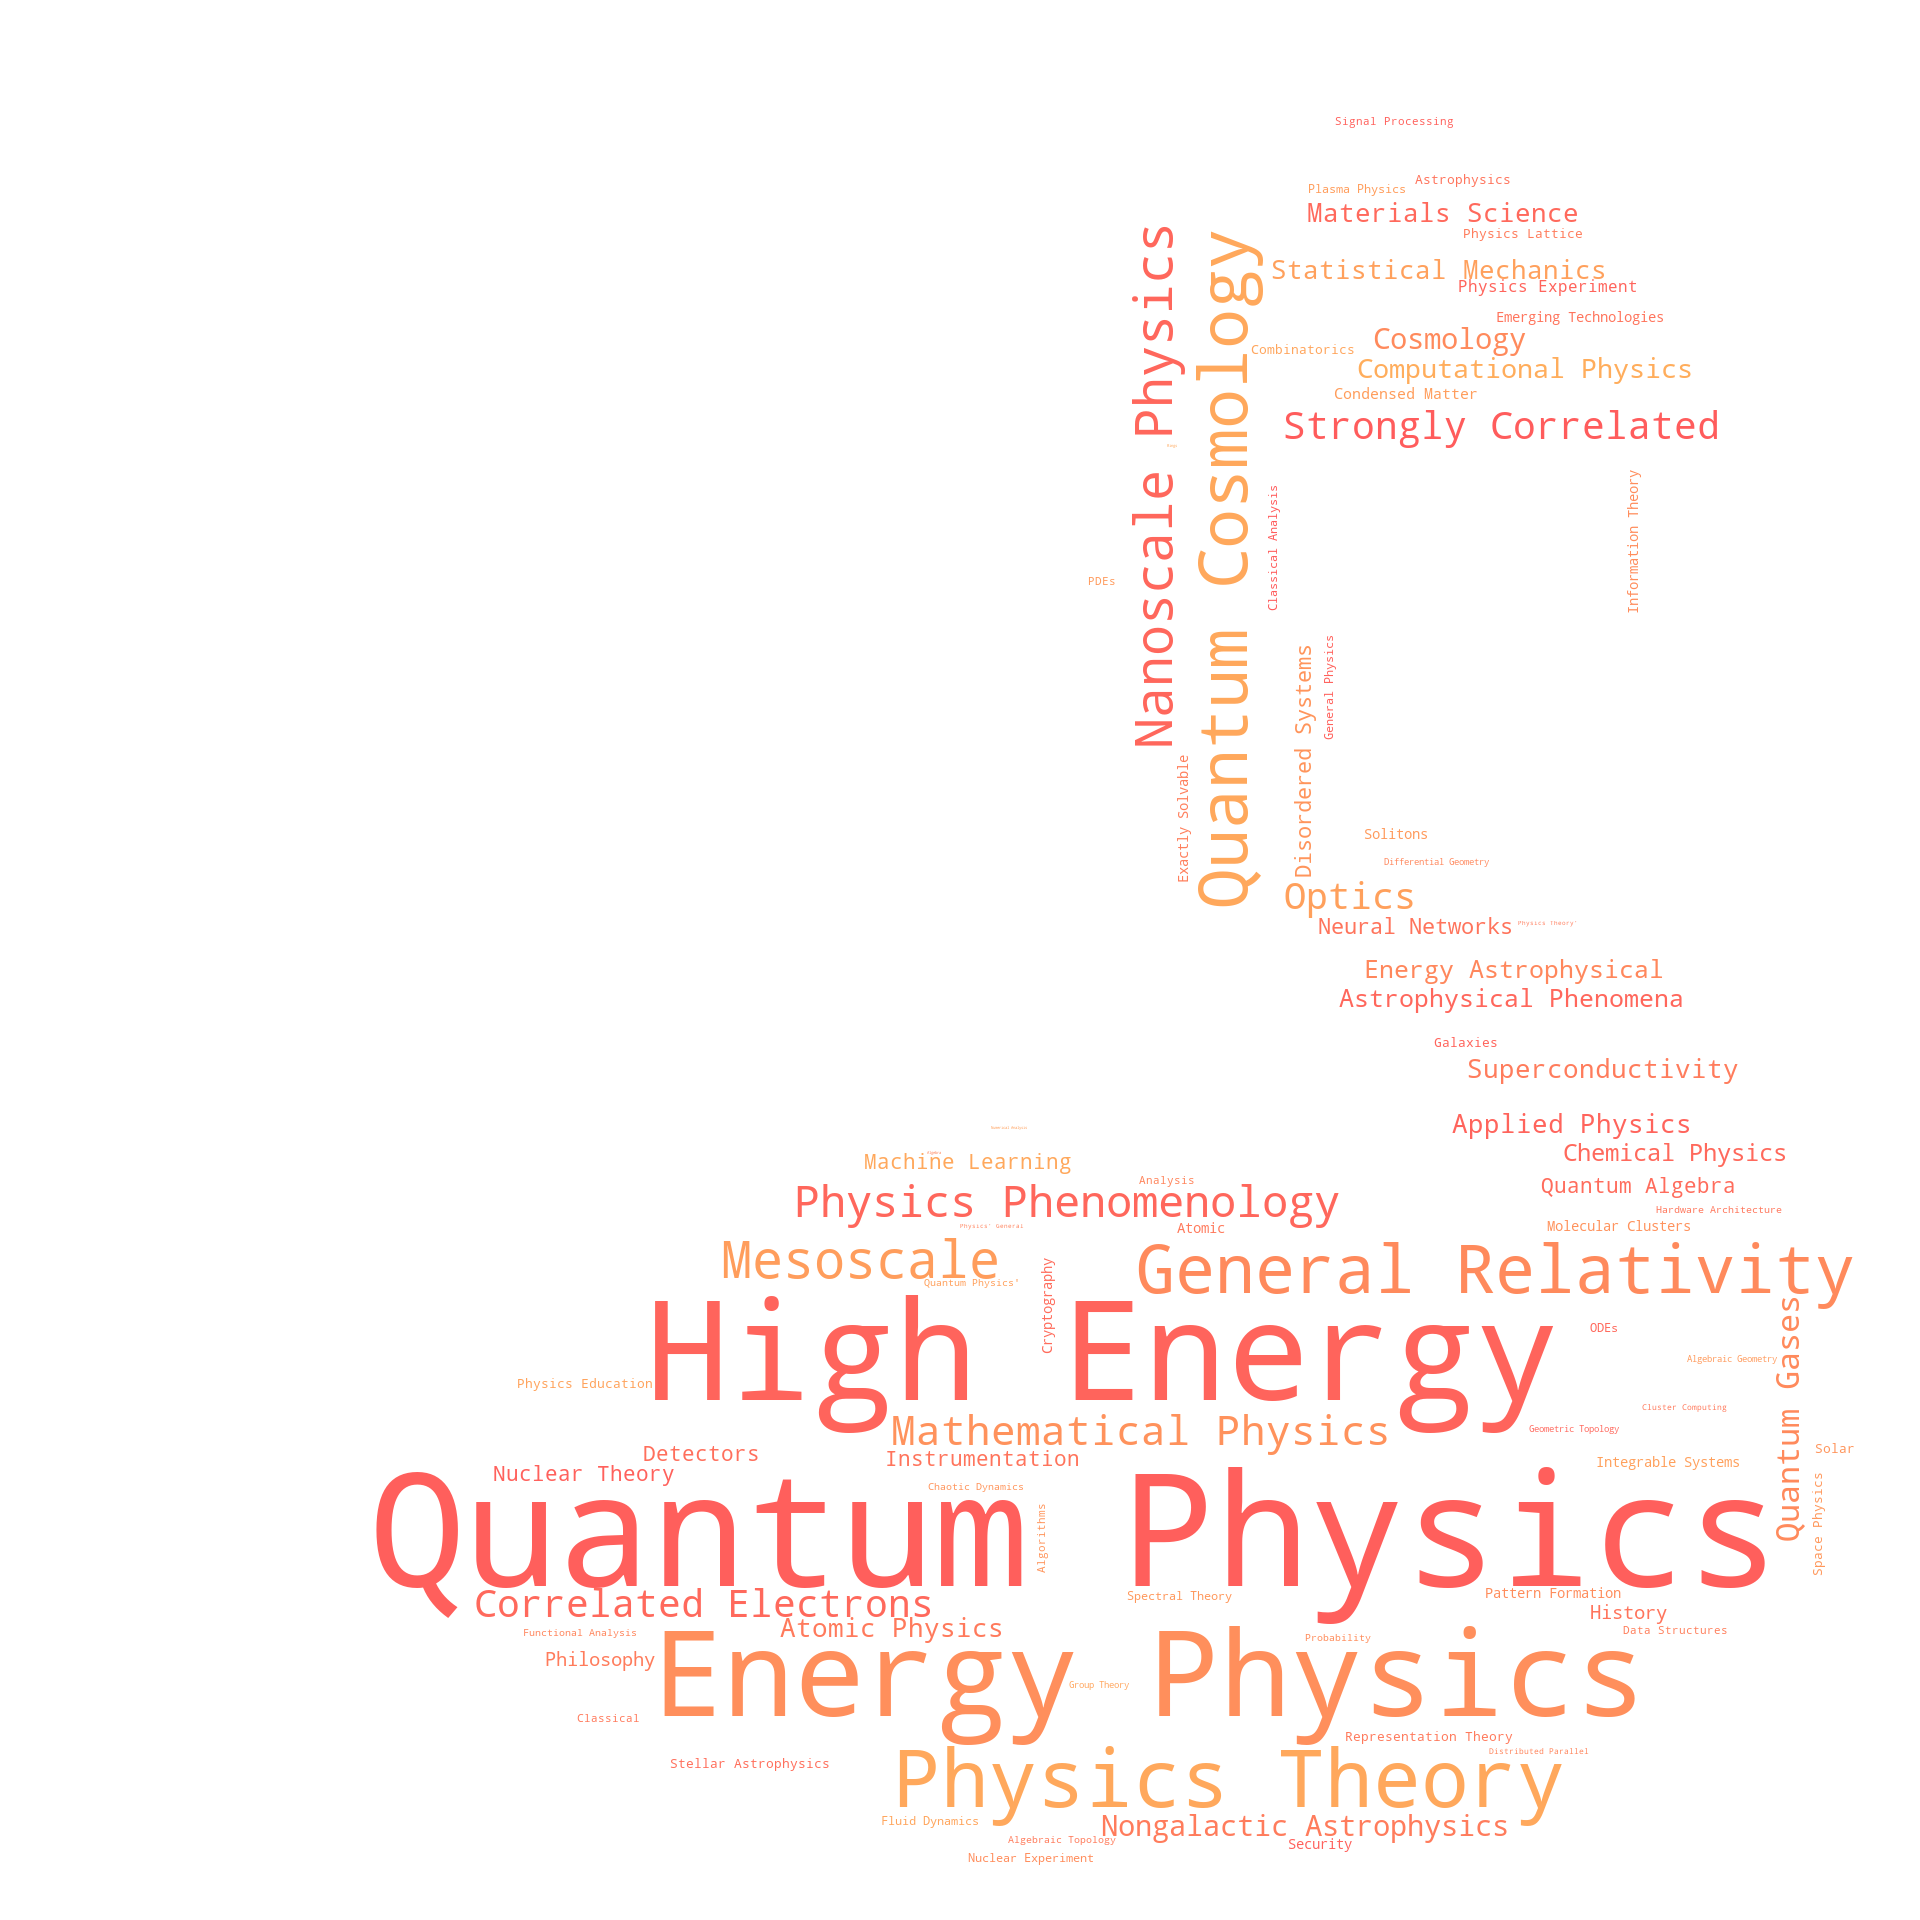 Signal Processing
Astrophysics
Plasma Physics
Materials Science
Physics Lattice
Nanoscale Physics
Quantum Cosmology
Statistical Mechanics
Physics Experiment
Emerging Technologies
Cosmology
Combinatorics
Computational Physics
Condensed Matter
Strongly Correlated
Classical Analysis
Information Theory
PDEs
Disordered Systems
General Physics
Exactly Solvable
Solitons
Differential Geometry
Optics
Neural Networks
Physics Theory'
Energy Astrophysical
Astrophysical Phenomena
Galaxies
Superconductivity
Applied Physics
Chemical Physics
Machine Learning
Analysis
Quantum Algebra
Physics Phenomenology
Hardware Architecture
Physics' General
Atomic
Molecular Clusters
Mesoscale
General Relativity
Quantum Physics'
Cryptography
High Energy
ODEs
Quantum Gases
Algebraic Geometry
Physics Education
Cluster Computing
Mathematical Physics
Geometric Topology
Detectors
Instrumentation
Solar
Integrable Systems
Nuclear Theory
Chaotic Dynamics
Space Physics
Quantum Physics
Algorithms
Correlated Electrons
Spectral Theory
Pattern Formation
History
Atomic Physics
Data Structures
Functional Analysis
Probability
Philosophy
Energy Physics
Group Theory
Classical
Representation Theory
Distributed Parallel
Stellar Astrophysics
Physics Theory
Fluid Dynamics
Nongalactic Astrophysics
Algebraic Topology
Security
Nuclear Experiment